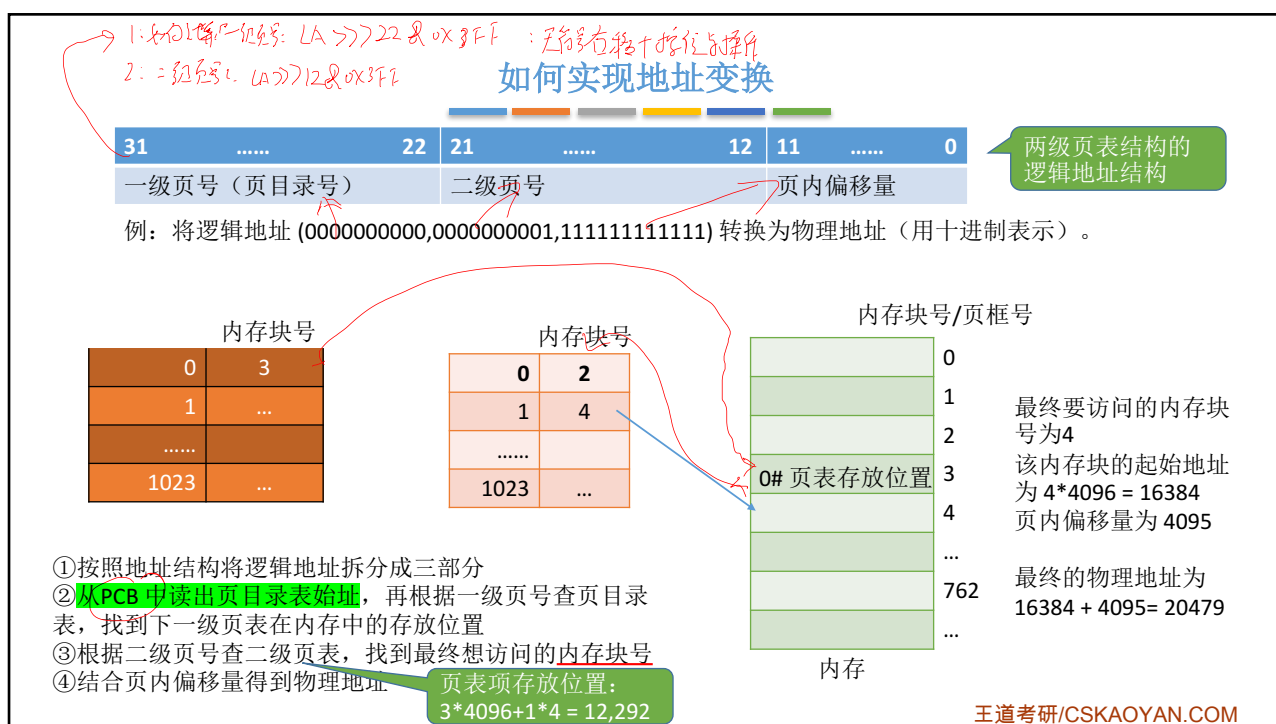 LA >>> 22 & 0X3FF
2: 二级页号: LA>>>12&0X3FF
如何实现地址变换
31 …… 22 21 …… 12 11 …… 0
一级页号（页目录号） 二级页号 页内偏移量
两级页表结构的
逻辑地址结构
例：将逻辑地址 (0000000000,0000000001,111111111111) 转换为物理地址（用十进制表示）。
内存块号
0 3
1 …
……
1023 …
内存块号
0 2
1 4
……
1023 …
内存块号/页框号
0
1
2
0# 页表存放位置 3
4
…
762
…
内存
最终要访问的内存块
号为4
该内存块的起始地址
为 4*4096 = 16384
页内偏移量为 4095
最终的物理地址为
16384 + 4095= 20479
①按照地址结构将逻辑地址拆分成三部分
②从PCB 中读出页目录表始址，再根据一级页号查页目录
表，找到下一级页表在内存中的存放位置
③根据二级页号查二级页表，找到最终想访问的内存块号
④结合页内偏移量得到物理地址
页表项存放位置：
3*4096+1*4 = 12,292
王道考研/CSKAOYAN.COM